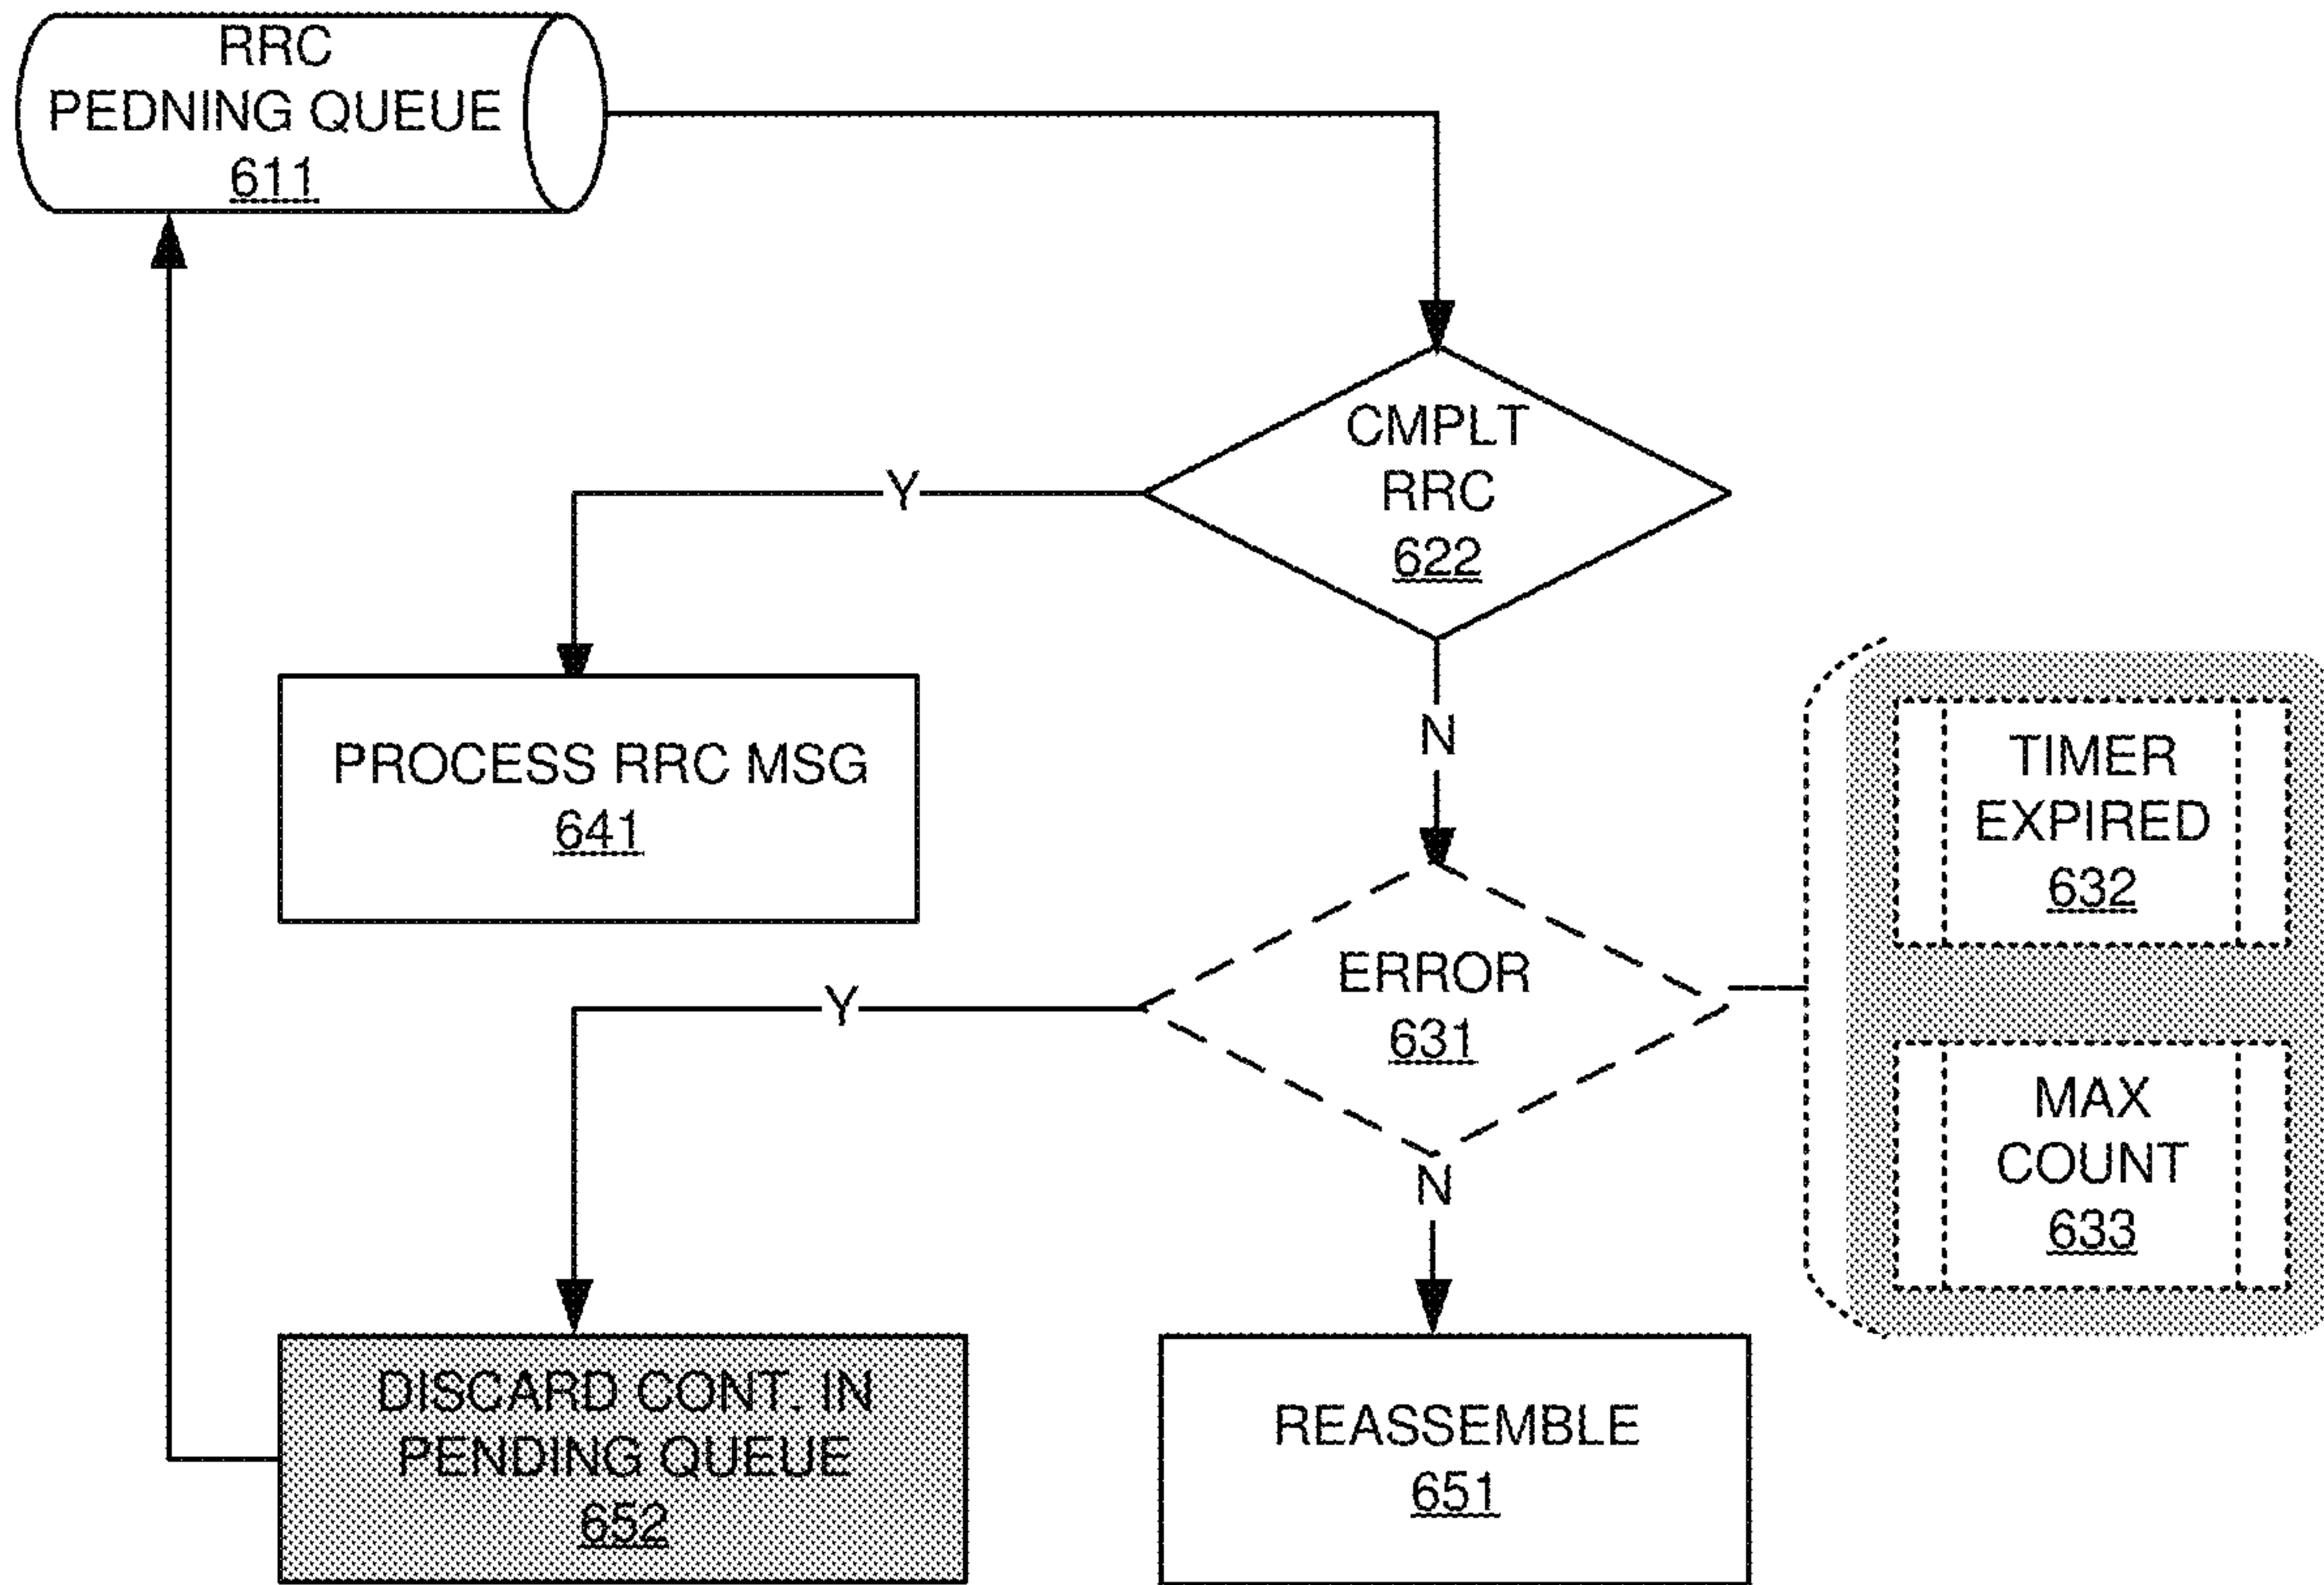 RRC
PEDNING QUEUE
611
CMPLT
RRC
622
Y
N
PROCESS RRC MSG
641
TIMER
EXPIRED
632
ERROR
631
Y
N
MAX
COUNT
633
DISCARD CONT. IN
PENDING QUEUE
652
REASSEMBLE
651